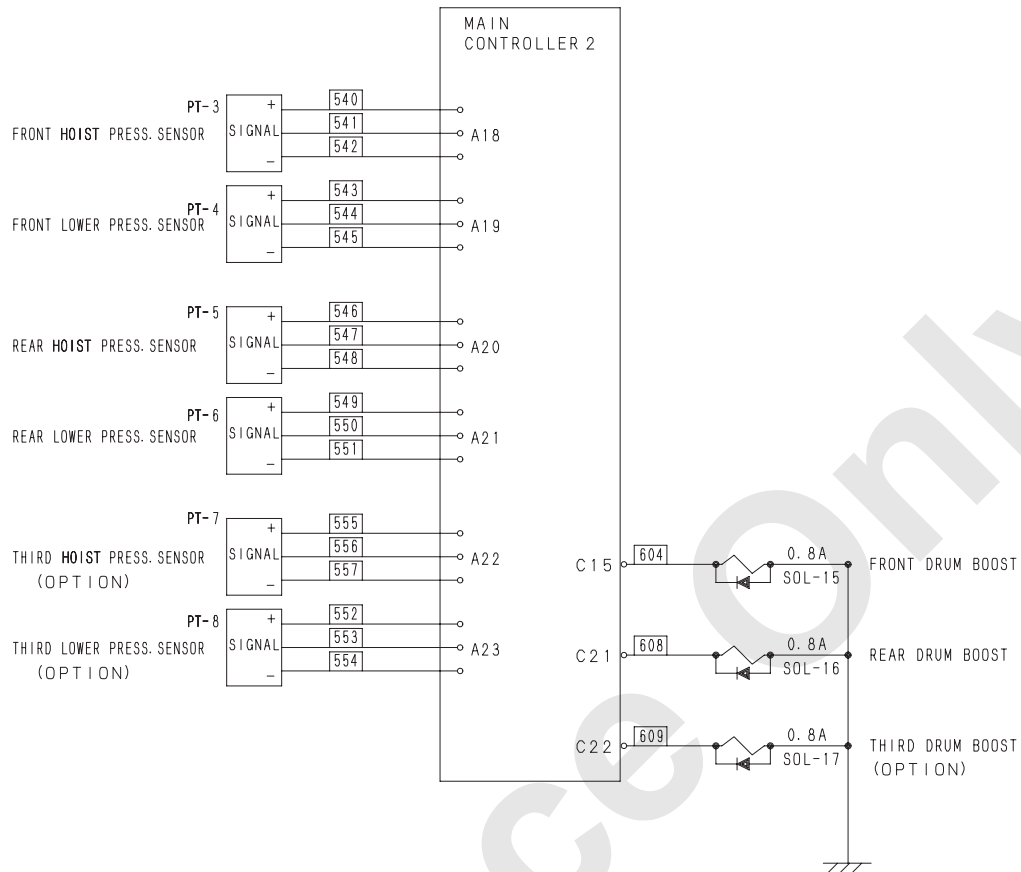 MAIN
CONTROLLER 2
PT-3
FRONT HOIST PRESS. SENSOR
+
SIGNAL
−
540
541
542
A18
PT-4
FRONT LOWER PRESS. SENSOR
+
SIGNAL
−
543
544
545
A19
PT-5
REAR HOIST PRESS. SENSOR
+
SIGNAL
−
546
547
548
A20
PT-6
REAR LOWER PRESS. SENSOR
+
SIGNAL
−
549
550
551
A21
PT-7
THIRD HOIST PRESS. SENSOR
(OPTION)
+
SIGNAL
−
555
556
557
A22
PT-8
THIRD LOWER PRESS. SENSOR
(OPTION)
+
SIGNAL
−
552
553
554
A23
C15
604
0.8A
SOL-15
FRONT DRUM BOOST
C21
608
0.8A
SOL-16
REAR DRUM BOOST
C22
609
0.8A
SOL-17
THIRD DRUM BOOST
(OPTION)
ce Only